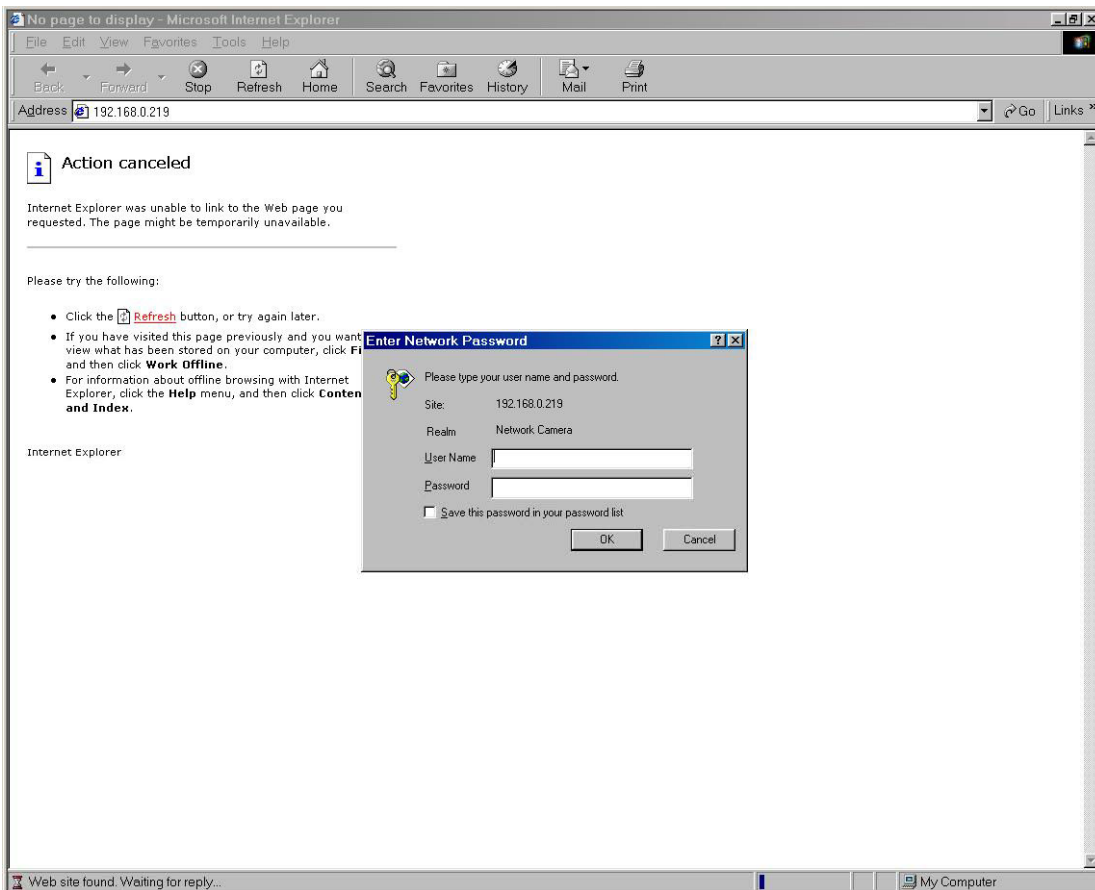 No page to display - Microsoft Internet Explorer
File Edit View Favorites Tools Help
Back Forward Stop Refresh Home Search Favorites History Mail Print
Address 192.168.0.219 Go Links »
Action canceled
Internet Explorer was unable to link to the Web page you
requested. The page might be temporarily unavailable.
Please try the following:
Click the Refresh button, or try again later.
If you have visited this page previously and you want
view what has been stored on your computer, click Fi
and then click Work Offline.
For information about offline browsing with Internet
Explorer, click the Help menu, and then click Conten
and Index.
Internet Explorer
Enter Network Password
Please type your user name and password.
Site: 192.168.0.219
Realm Network Camera
User Name
Password
Save this password in your password list
OK Cancel
Web site found. Waiting for reply... My Computer